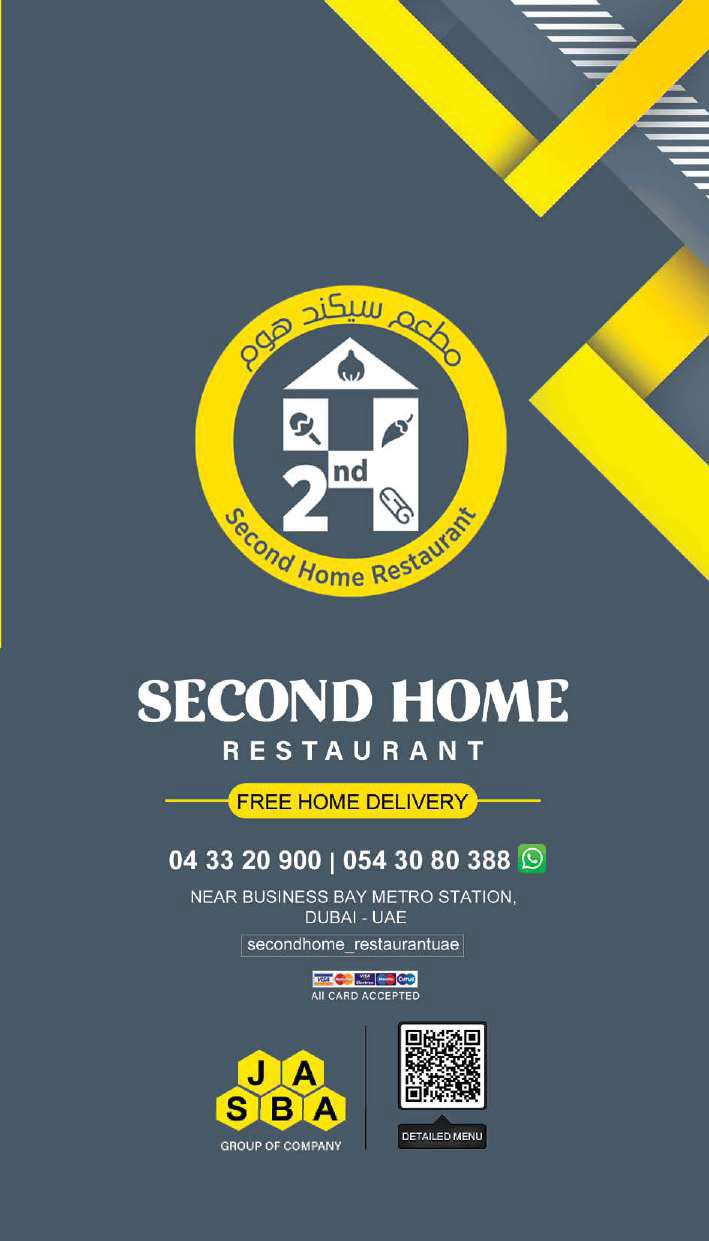 مطعم سيكند هوم
2nd
Second Home Restaurant
SECOND HOME
RESTAURANT
FREE HOME DELIVERY
04 33 20 900 | 054 30 80 388
NEAR BUSINESS BAY METRO STATION,
DUBAI - UAE
secondhome_restaurantuae
All CARD ACCEPTED
J A
S B A
GROUP OF COMPANY
DETAILED MENU